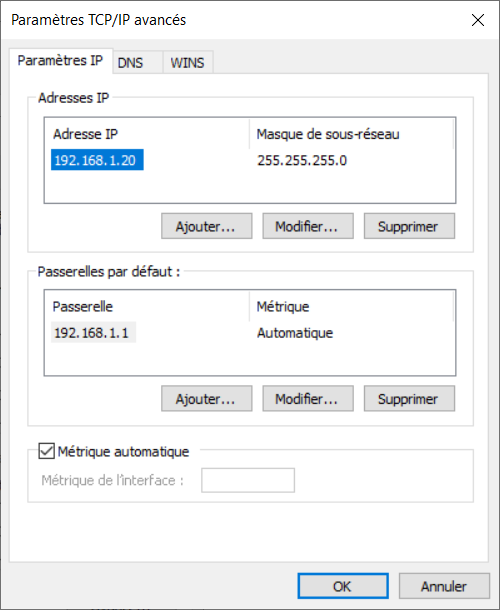 Paramètres TCP/IP avancés
Paramètres IP DNS WINS
Adresses IP
Adresse IP Masque de sous-réseau
192.168.1.20 255.255.255.0
Ajouter... Modifier... Supprimer
Passerelles par défaut :
Passerelle Métrique
192.168.1.1 Automatique
Ajouter... Modifier... Supprimer
Métrique automatique
Métrique de l'interface :
OK Annuler